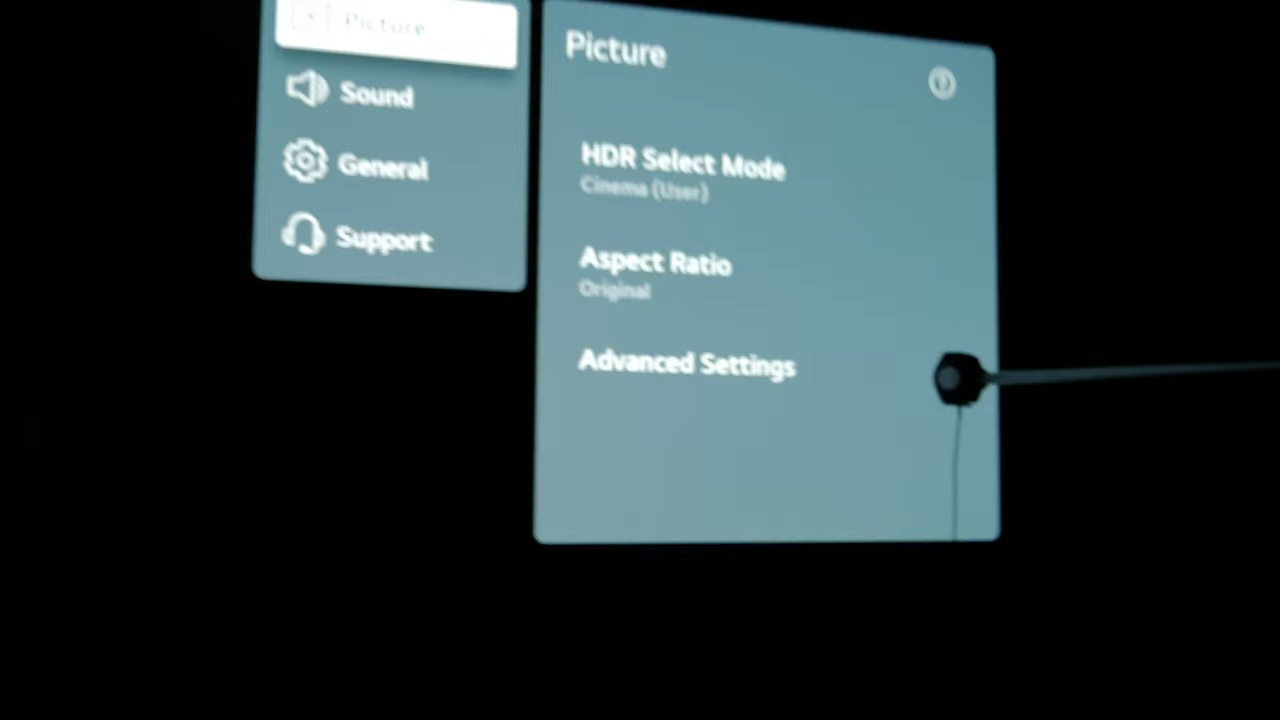 Picture
Sound
General
Support
Picture
HDR Select Mode
Cinema (User)
Aspect Ratio
Original
Advanced Settings